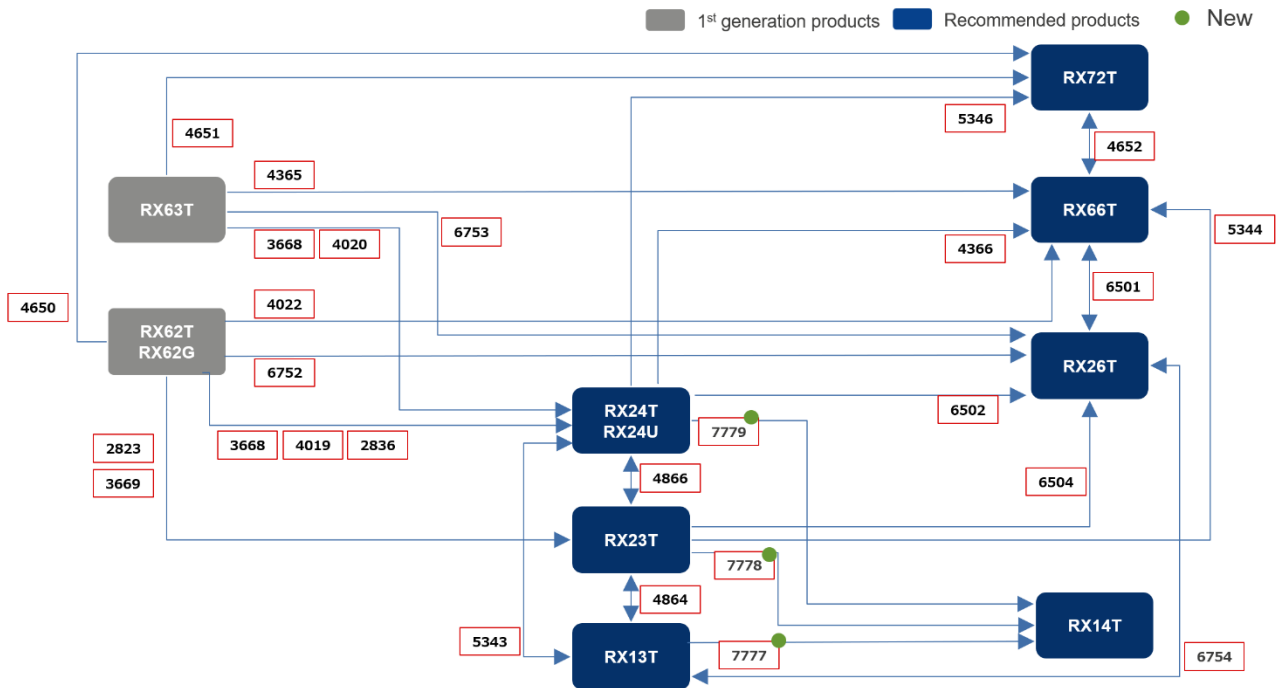 1st generation products
Recommended products
New
RX72T
5346
4651
4652
4365
RX63T
RX66T
3668
4020
6753
4366
5344
6501
4650
4022
RX62T
RX62G
RX26T
6752
RX24T
RX24U
6502
7779
2823
3668
4019
2836
3669
4866
6504
RX23T
7778
4864
RX14T
5343
RX13T
7777
6754